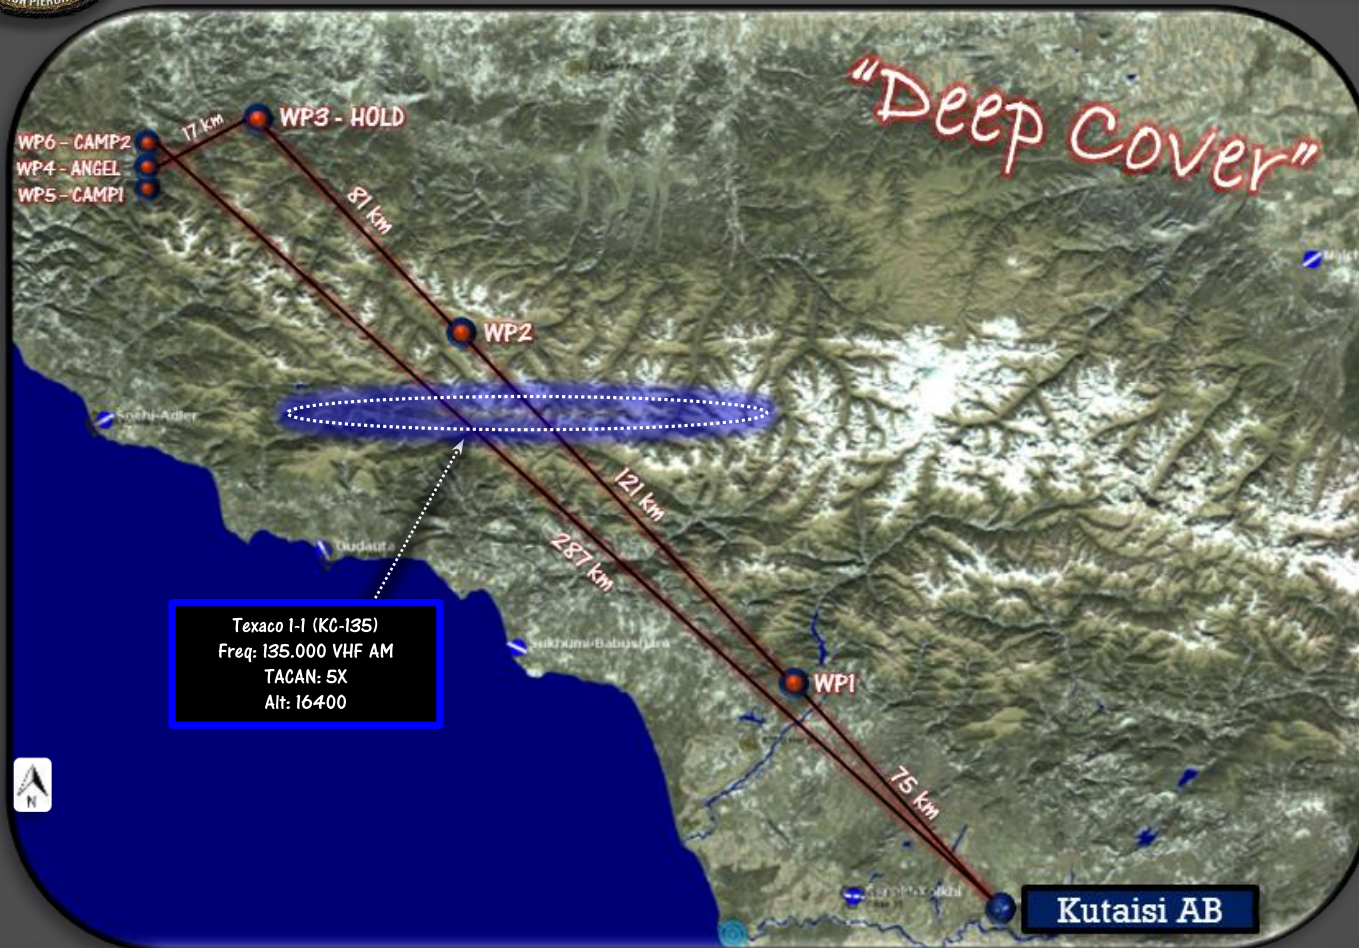 "Deep Cover"
WP3 - HOLD
17 km
WP6 - CAMP2
WP4 - ANGEL
WP5 - CAMP1
81 km
WP2
Sochi-Adler
121 km
287 km
Gudauta
Texaco 1-1 (KC-135)
Freq: 135.000 VHF AM
TACAN: 5X
Alt: 16400
Sukhumi-Babushara
WP1
75 km
N
Kutaisi AB